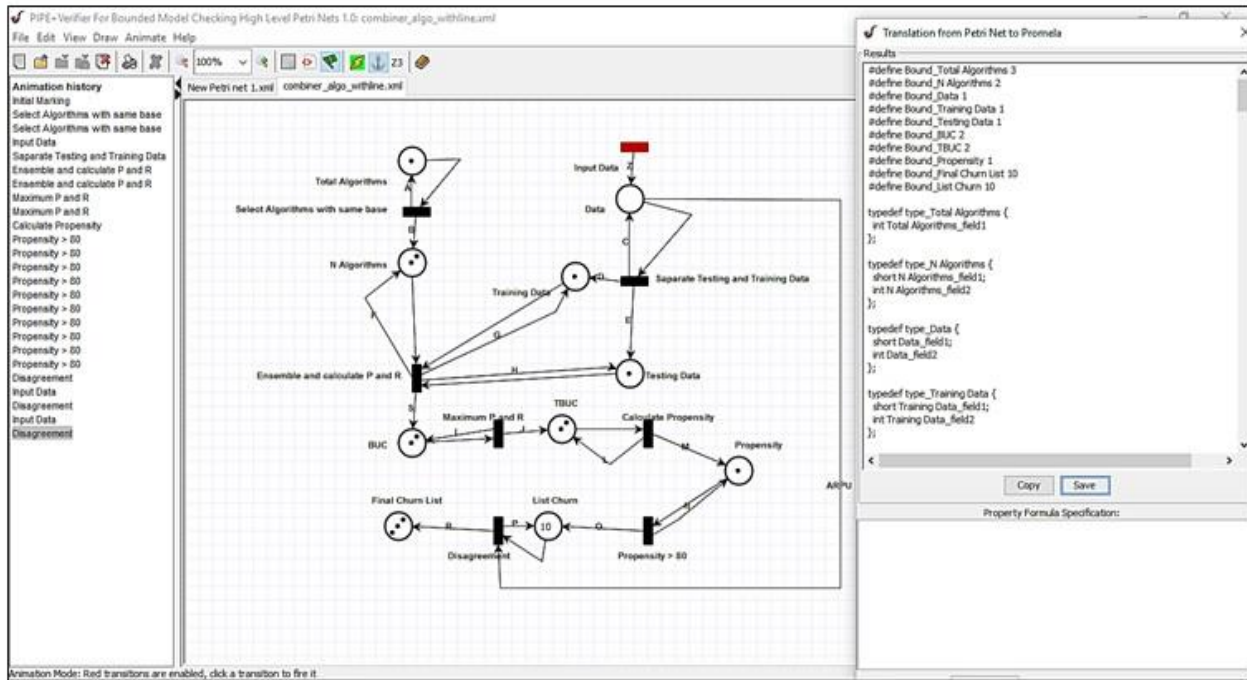 PIPE+Verifier For Bounded Model Checking High Level Petri Nets 1.0: combiner_algo_withline.xml
File Edit View Draw Animate Help
100%
Z3
Animation history
Initial Marking
Select Algorithms with same base
Select Algorithms with same base
Input Data
Saparate Testing and Training Data
Ensemble and calculate P and R
Ensemble and calculate P and R
Maximum P and R
Maximum P and R
Calculate Propensity
Propensity > 80
Propensity > 80
Propensity > 80
Propensity > 80
Propensity > 80
Propensity > 80
Propensity > 80
Propensity > 80
Propensity > 80
Propensity > 80
Disagreement
Input Data
Disagreement
Input Data
Disagreement
New Petri net 1.xml combiner_algo_withline.xml
Total Algorithms
A
Select Algorithms with same base
B
N Algorithms
Input Data
Z
Data
C
Saparate Testing and Training Data
D
Training Data
E
F
G
Ensemble and calculate P and R
H
Testing Data
S
BUC
I
Maximum P and R
J
TBUC
Calculate Propensity
L
M
Propensity
N
ARPU
Final Churn List
R
Disagreement
P
List Churn
10
O
Propensity > 80
Animation Mode: Red transitions are enabled, click a transition to fire it
Translation from Petri Net to Promela
Results
#define Bound_Total Algorithms 3
#define Bound_N Algorithms 2
#define Bound_Data 1
#define Bound_Training Data 1
#define Bound_Testing Data 1
#define Bound_BUC 2
#define Bound_TBUC 2
#define Bound_Propensity 1
#define Bound_Final Churn List 10
#define Bound_List Churn 10
typedef type_Total Algorithms {
int Total Algorithms_field1
};
typedef type_N Algorithms {
short N Algorithms_field1;
int N Algorithms_field2
};
typedef type_Data {
short Data_field1;
int Data_field2
};
typedef type_Training Data {
short Training Data_field1;
int Training Data_field2
};
Copy
Save
Property Formula Specification: